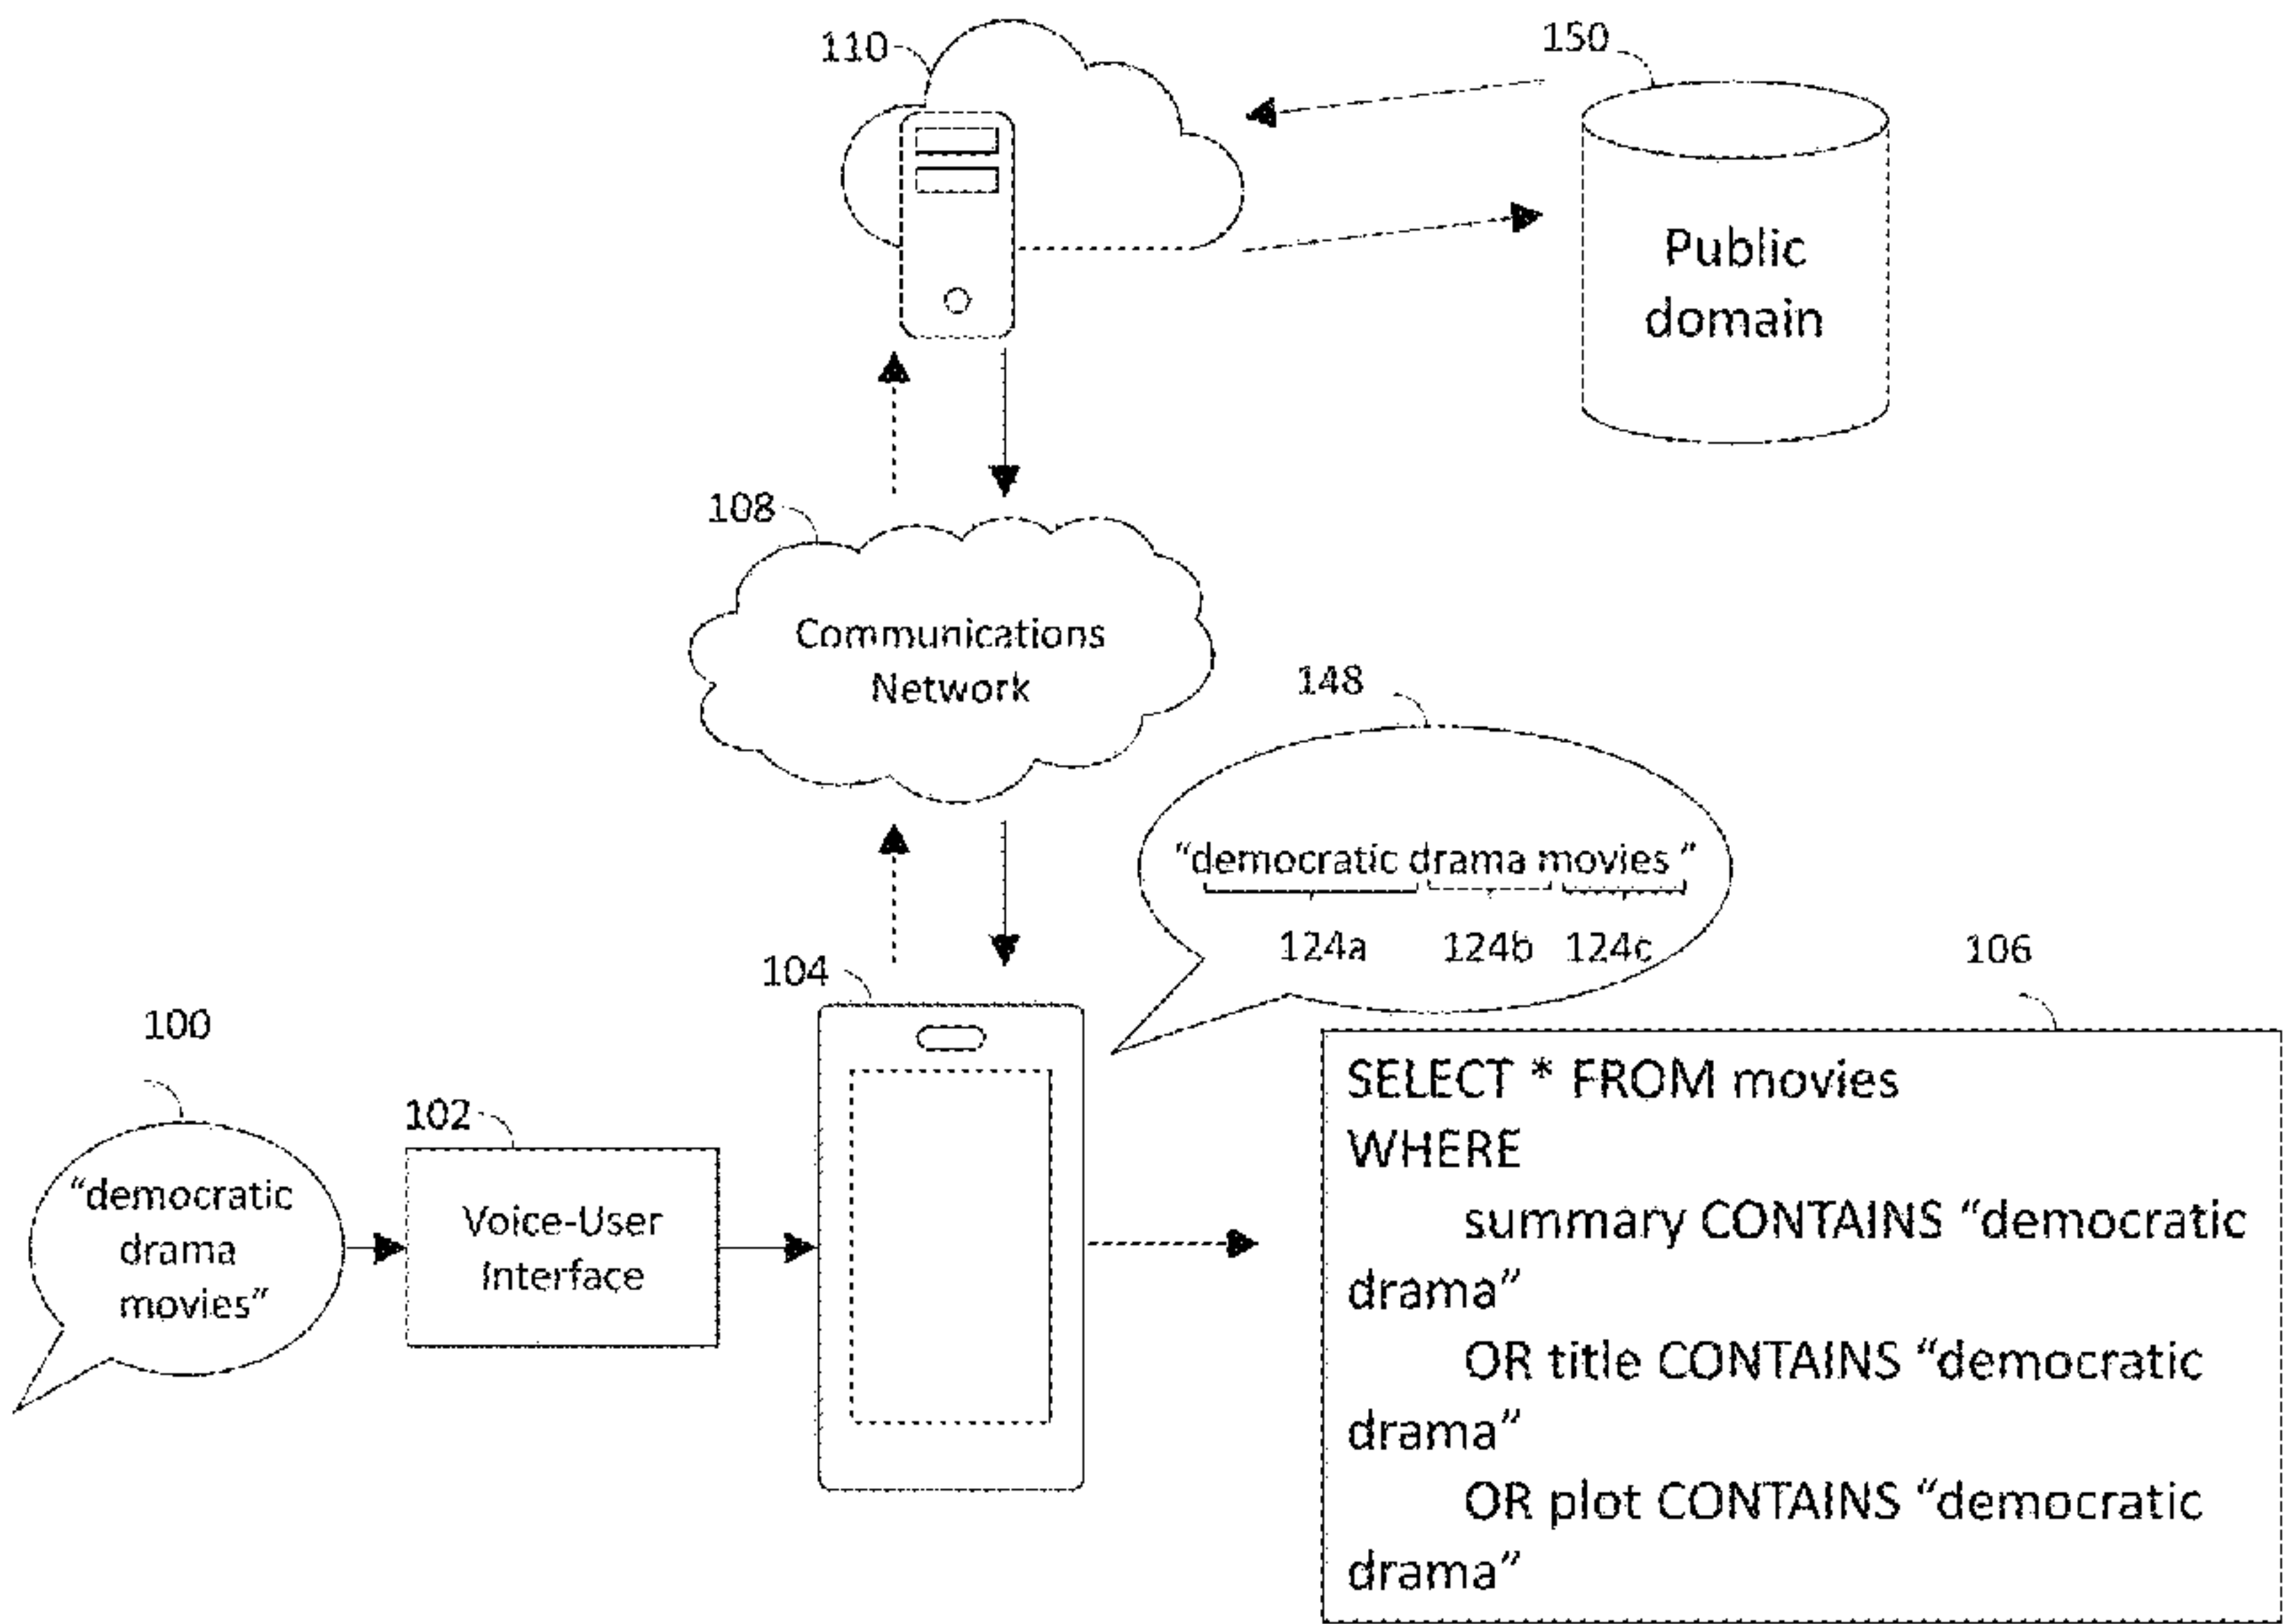 110
150
Public
domain
108
Communications
Network
148
“democratic drama movies ”
124a 124b 124c
104
106
100
102
“democratic
drama
movies”
Voice-User
Interface
SELECT * FROM movies
WHERE
summary CONTAINS “democratic
drama”
OR title CONTAINS “democratic
drama”
OR plot CONTAINS “democratic
drama”